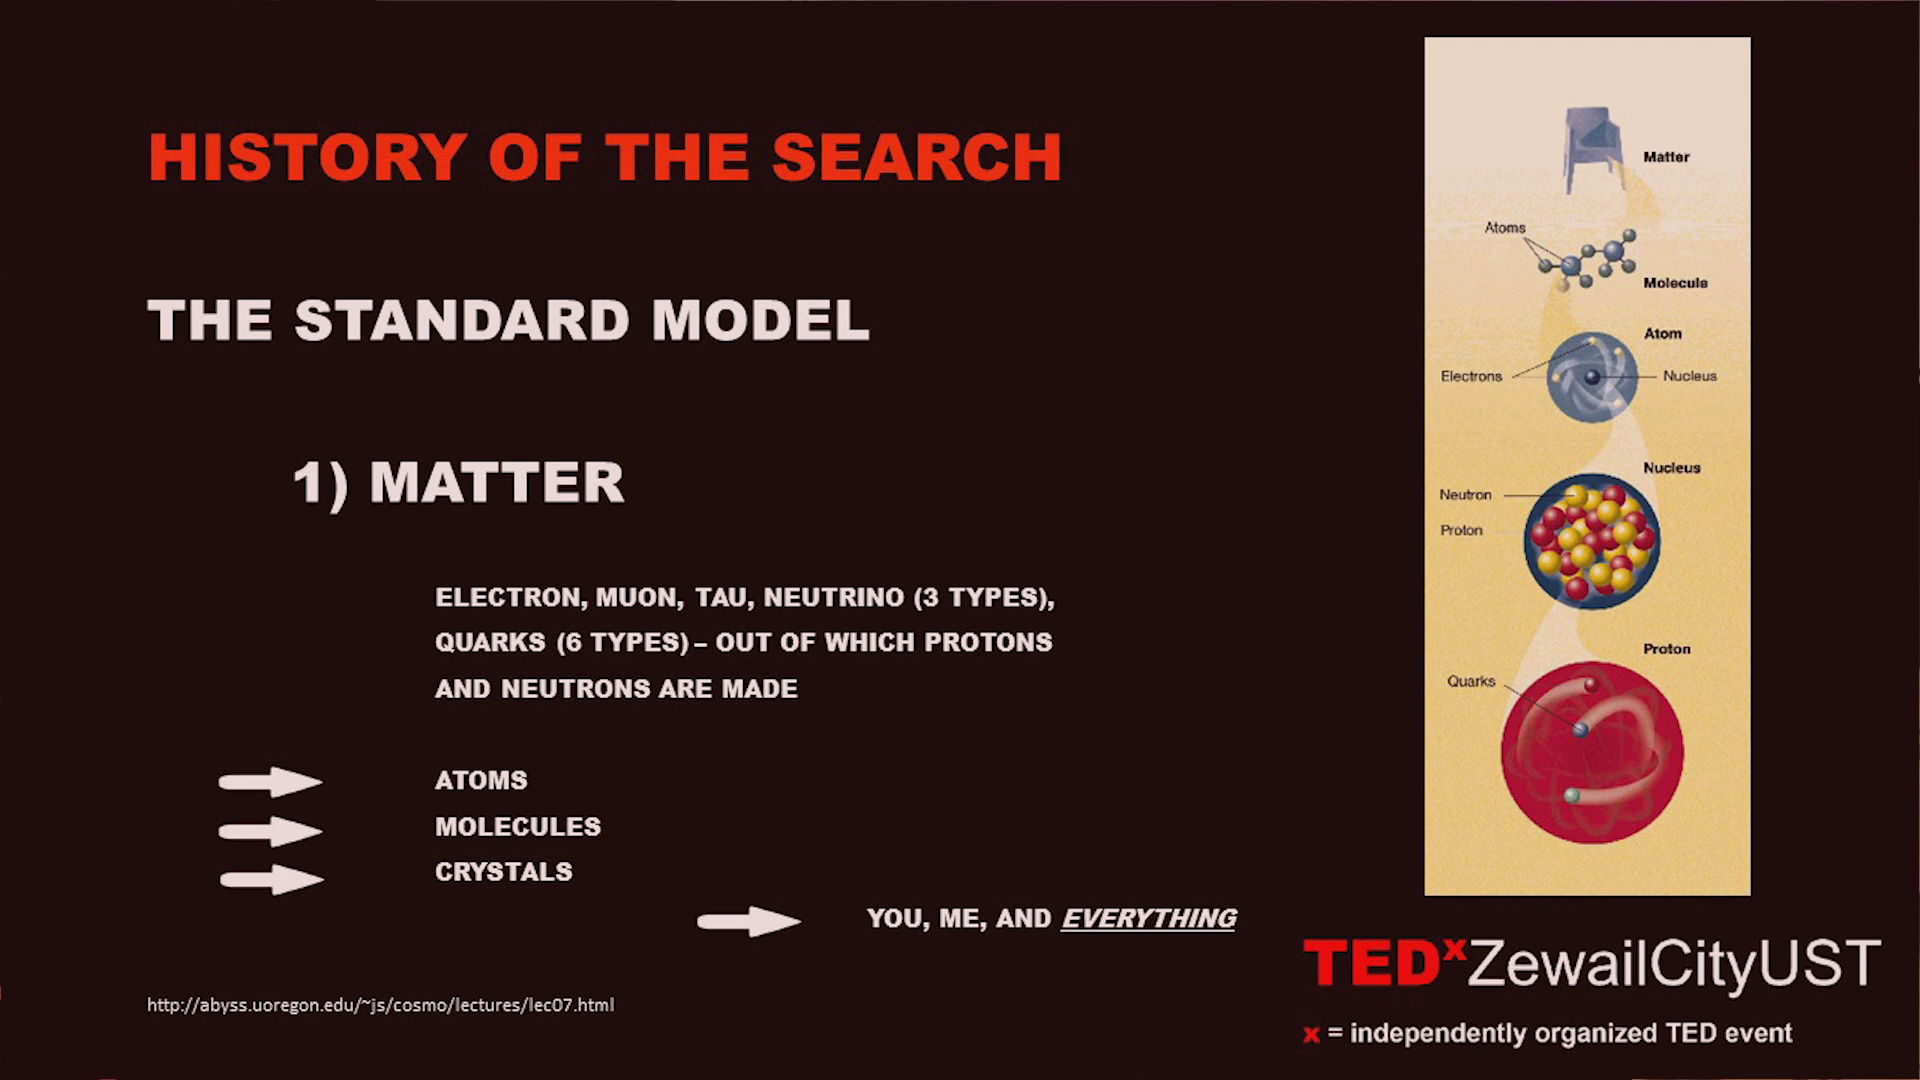 HISTORY OF THE SEARCH
THE STANDARD MODEL
1) MATTER
ELECTRON, MUON, TAU, NEUTRINO (3 TYPES),
QUARKS (6 TYPES) – OUT OF WHICH PROTONS
AND NEUTRONS ARE MADE
ATOMS
MOLECULES
CRYSTALS
YOU, ME, AND EVERYTHING
http://abyss.uoregon.edu/~js/cosmo/lectures/lec07.html
Matter
Atoms
Molecule
Atom
Electrons
Nucleus
Nucleus
Neutron
Proton
Proton
Quarks
TEDxZewailCityUST
x = independently organized TED event